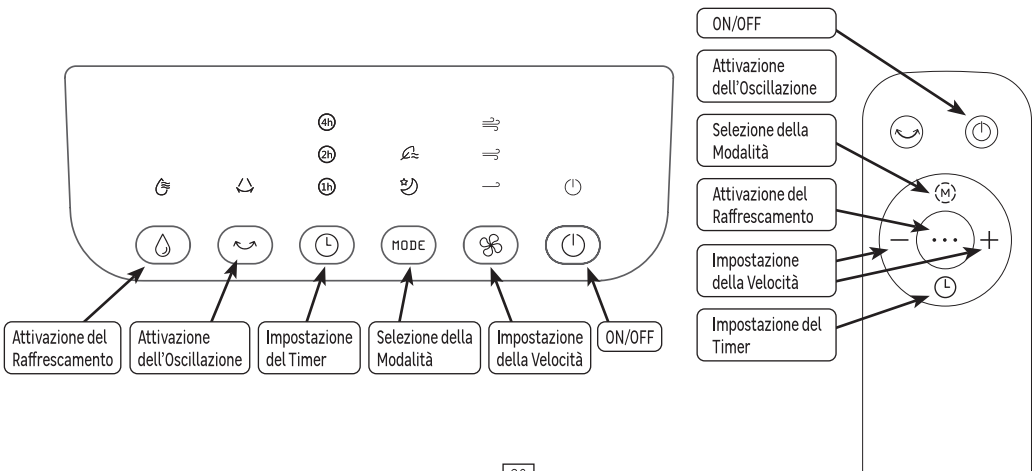 ON/OFF
Attivazione
dell'Oscillazione
Selezione della
Modalità
Attivazione del
Raffrescamento
Impostazione
della Velocità
Impostazione del
Timer
M
4h
2h
1h
MODE
Attivazione del
Raffrescamento
Attivazione
dell'Oscillazione
Impostazione
del Timer
Selezione della
Modalità
Impostazione
della Velocità
ON/OFF